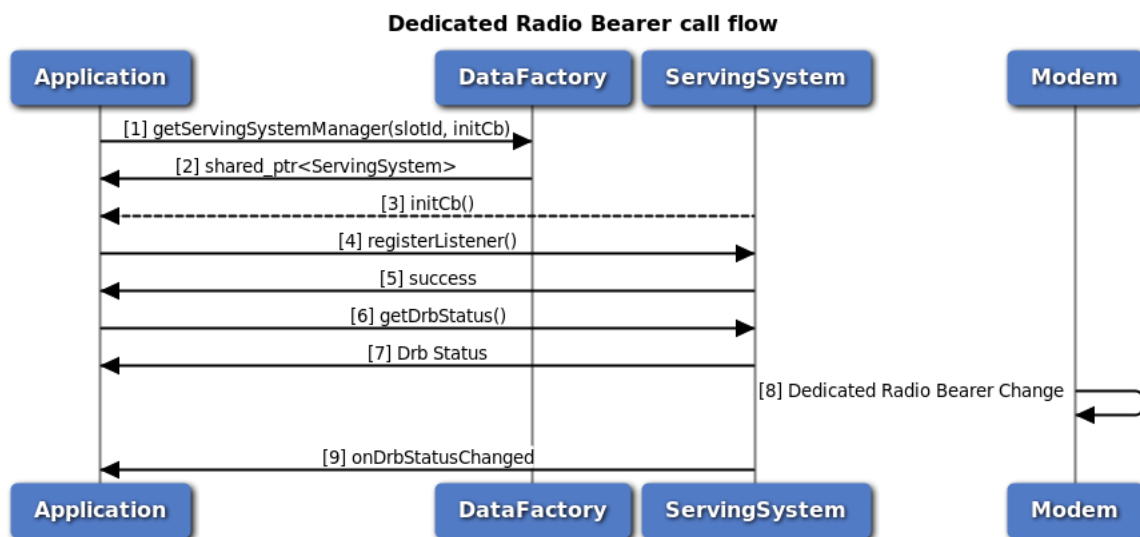 Dedicated Radio Bearer call flow
Application DataFactory ServingSystem Modem
[1] getServingSystemManager(slotId, initCb)
[2] shared_ptr<ServingSystem>
[3] initCb()
[4] registerListener()
[5] success
[6] getDrbStatus()
[7] Drb Status
[8] Dedicated Radio Bearer Change
[9] onDrbStatusChanged
Application DataFactory ServingSystem Modem